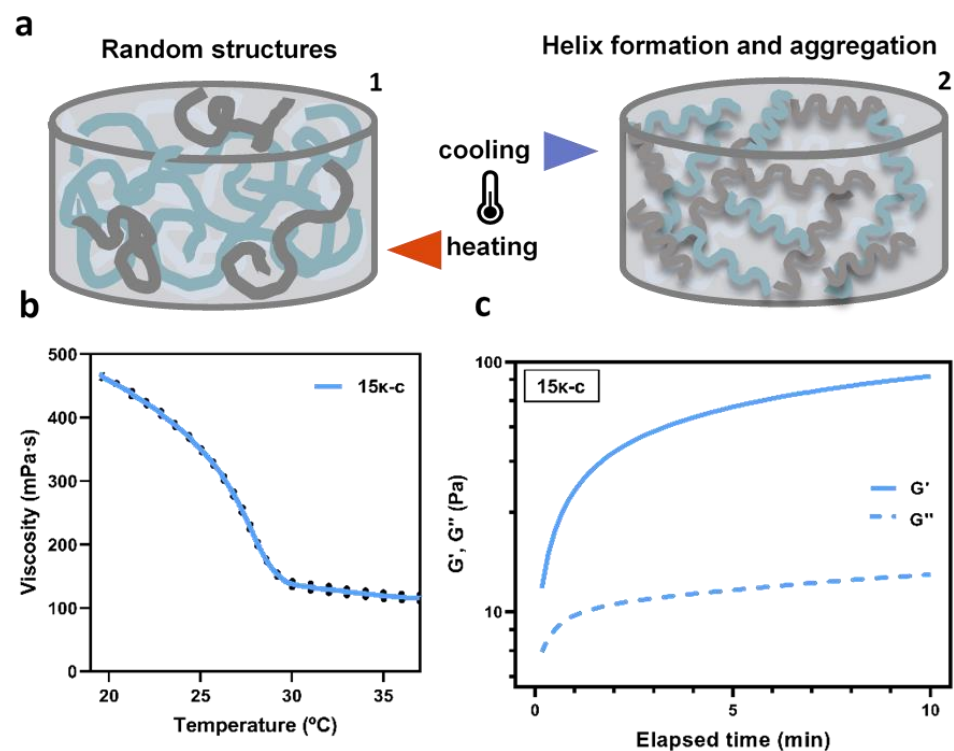 a
Random structures
1
Helix formation and aggregation
2
cooling
heating
b
500
400
300
200
100
0
15κ-c
Viscosity (mPa·s)
20 25 30 35
Temperature (ºC)
c
100
10
15κ-c
G'
G''
G', G'' (Pa)
0 5 10
Elapsed time (min)